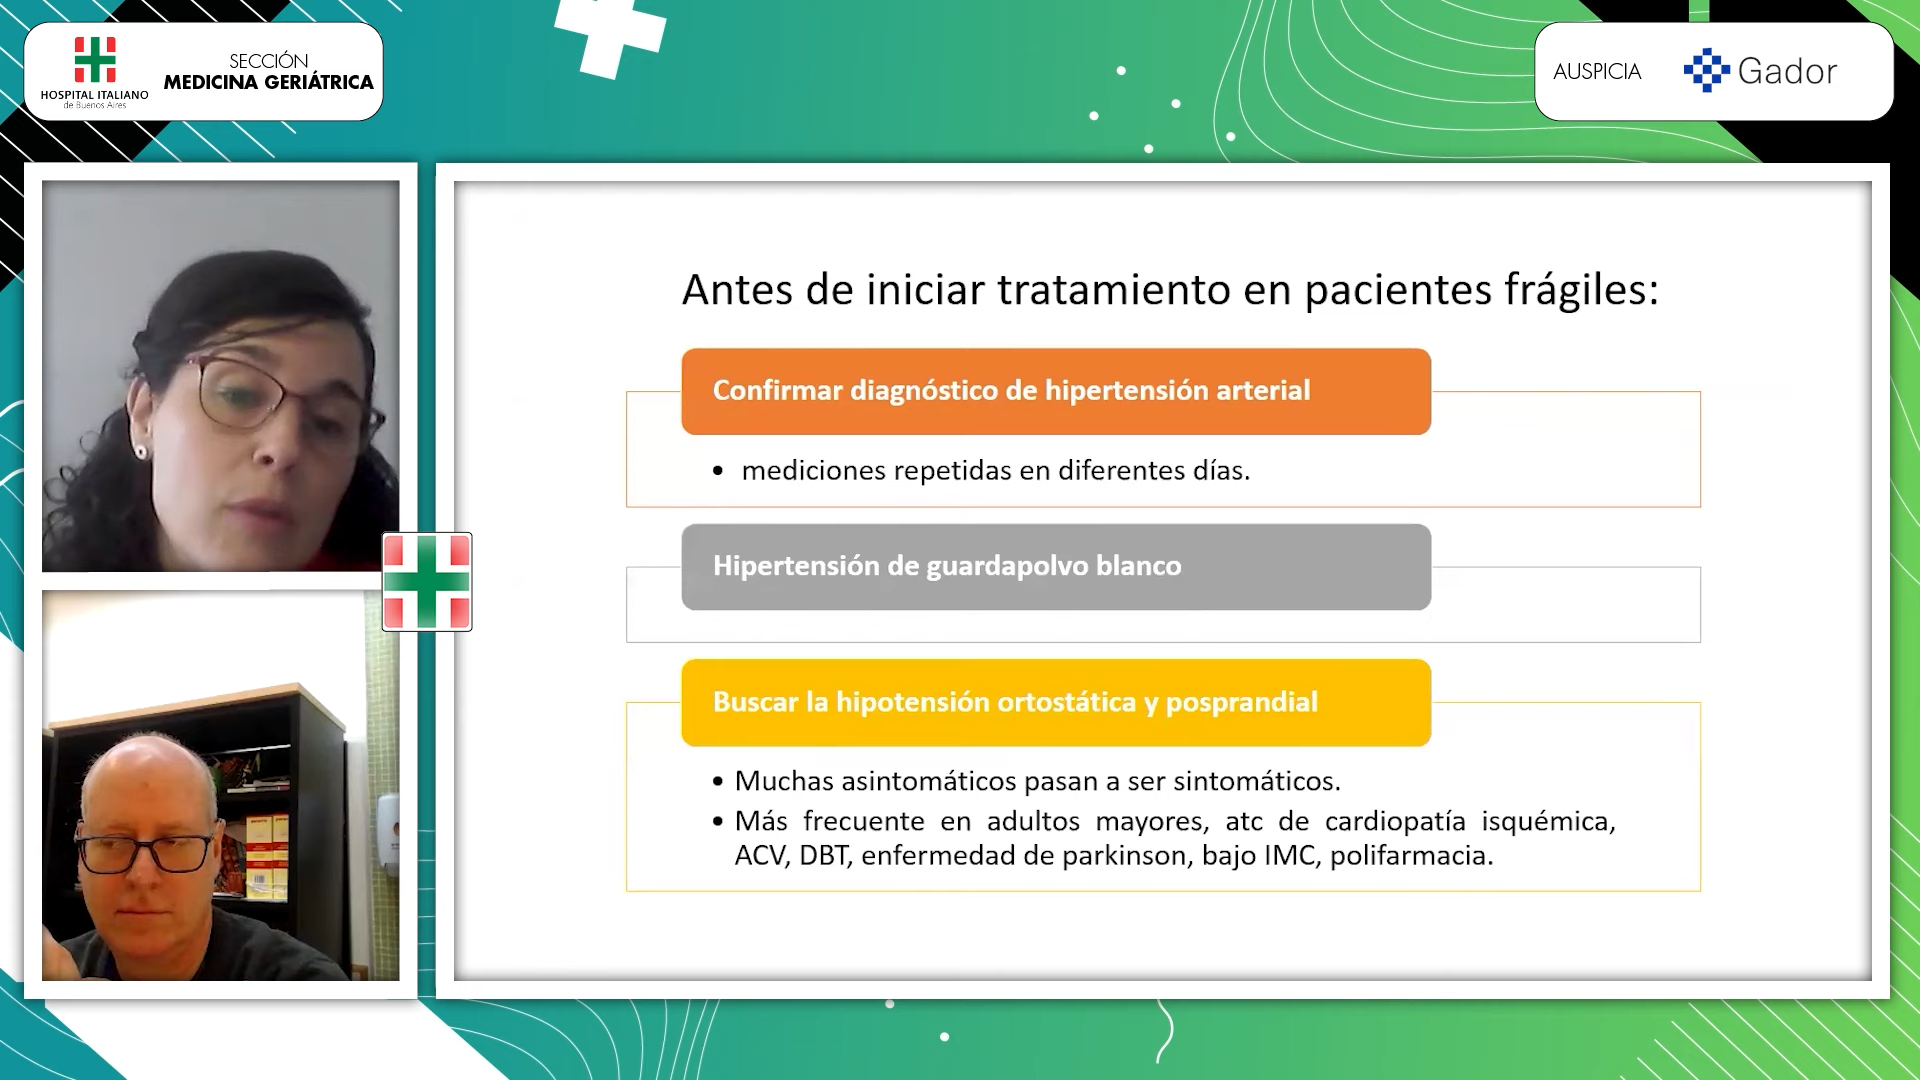 HOSPITAL ITALIANO
de Buenos Aires
SECCIÓN
MEDICINA GERIÁTRICA
AUSPICIA
Gador
Antes de iniciar tratamiento en pacientes frágiles:
Confirmar diagnóstico de hipertensión arterial
• mediciones repetidas en diferentes días.
Hipertensión de guardapolvo blanco
Buscar la hipotensión ortostática y posprandial
• Muchas asintomáticos pasan a ser sintomáticos.
• Más frecuente en adultos mayores, atc de cardiopatía isquémica,
ACV, DBT, enfermedad de parkinson, bajo IMC, polifarmacia.